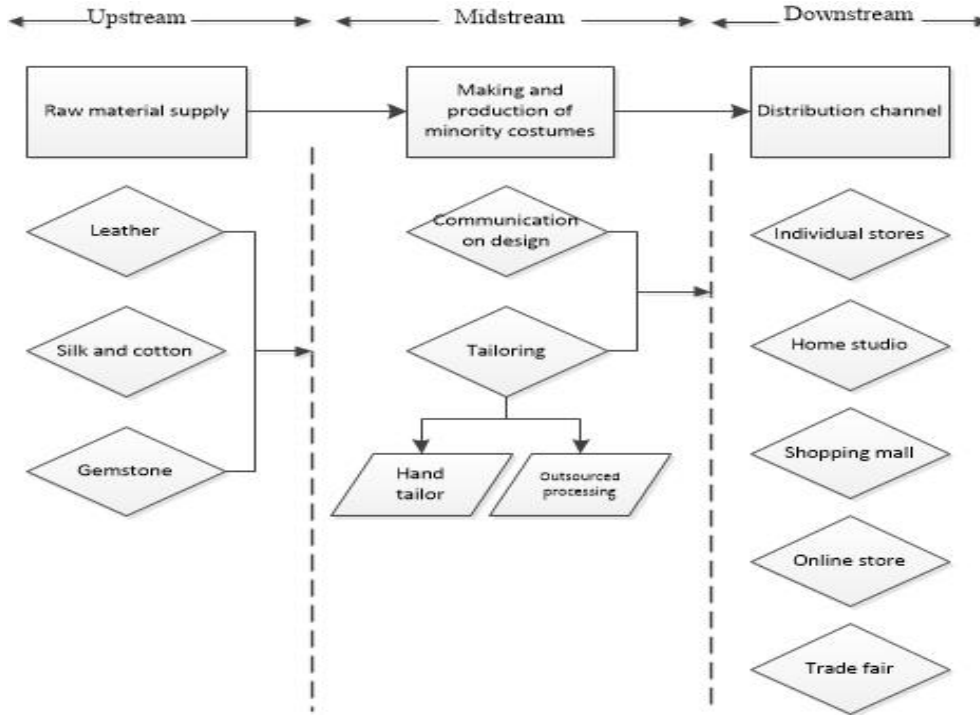 Upstream
Midstream
Downstream
Raw material supply
Making and
production of
minority costumes
Distribution channel
Leather
Silk and cotton
Gemstone
Communication
on design
Tailoring
Hand
tailor
Outsourced
processing
Individual stores
Home studio
Shopping mall
Online store
Trade fair